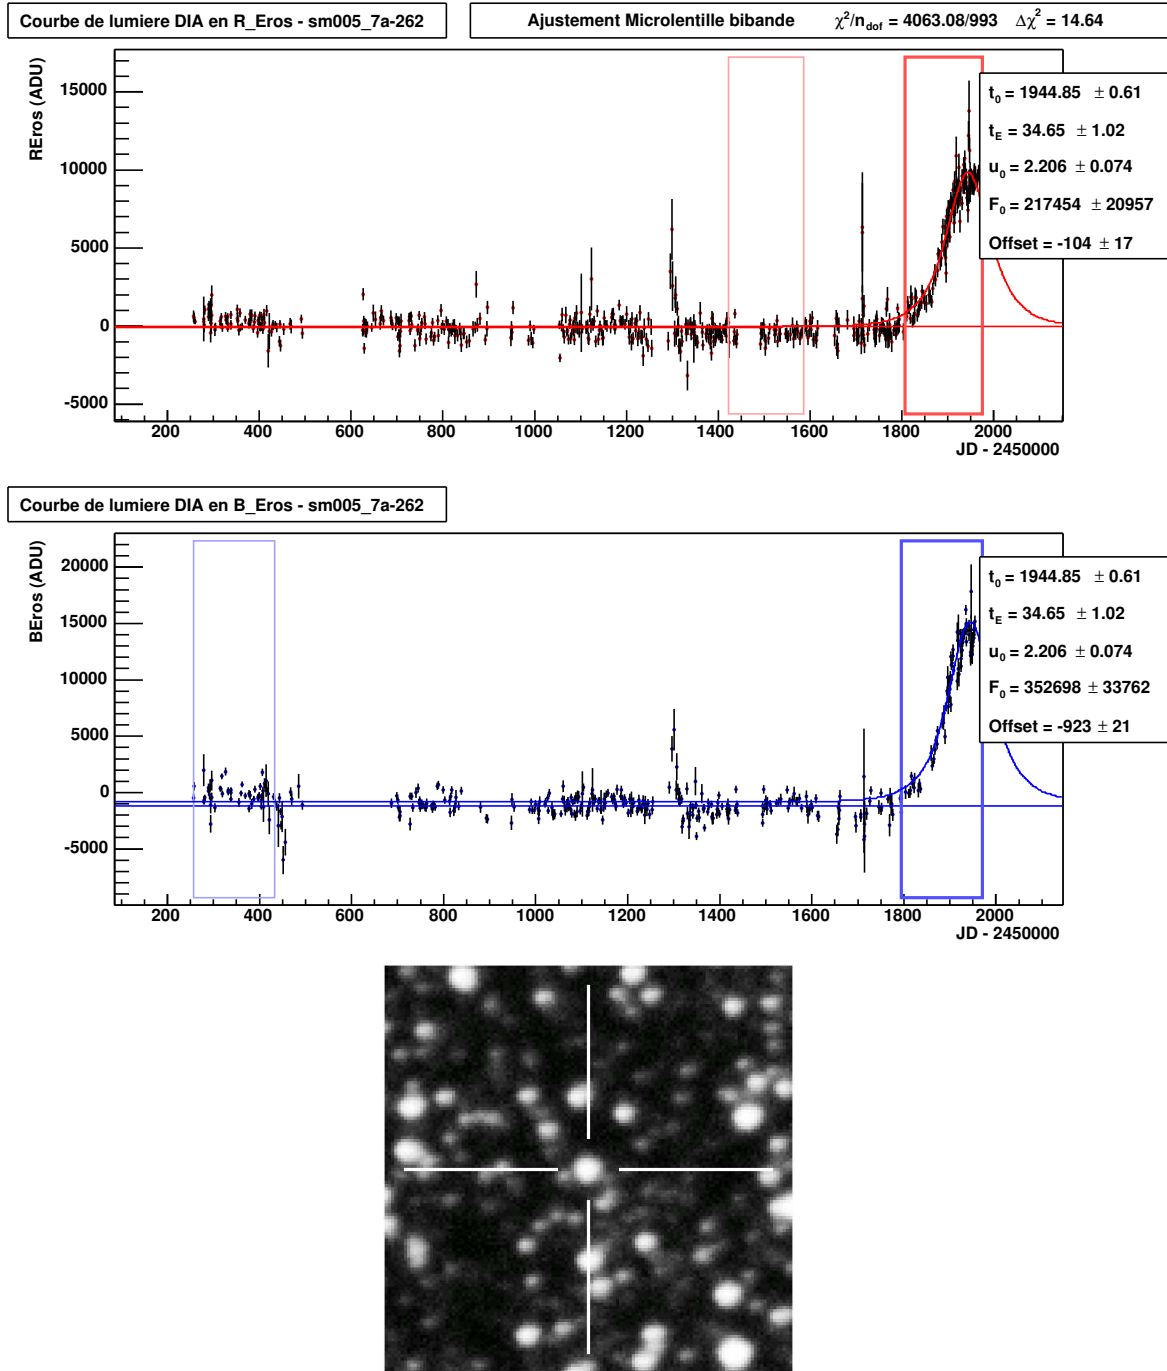 Courbe de lumiere DIA en R_Eros - sm005_7a-262
Ajustement Microlentille bibande χ²/n_dof = 4063.08/993 Δχ² = 14.64
REros (ADU)
15000
10000
5000
0
-5000
t₀ = 1944.85 ± 0.61
t_E = 34.65 ± 1.02
u₀ = 2.206 ± 0.074
F₀ = 217454 ± 20957
Offset = -104 ± 17
200 400 600 800 1000 1200 1400 1600 1800 2000
JD - 2450000
Courbe de lumiere DIA en B_Eros - sm005_7a-262
BEros (ADU)
20000
15000
10000
5000
0
-5000
t₀ = 1944.85 ± 0.61
t_E = 34.65 ± 1.02
u₀ = 2.206 ± 0.074
F₀ = 352698 ± 33762
Offset = -923 ± 21
200 400 600 800 1000 1200 1400 1600 1800 2000
JD - 2450000